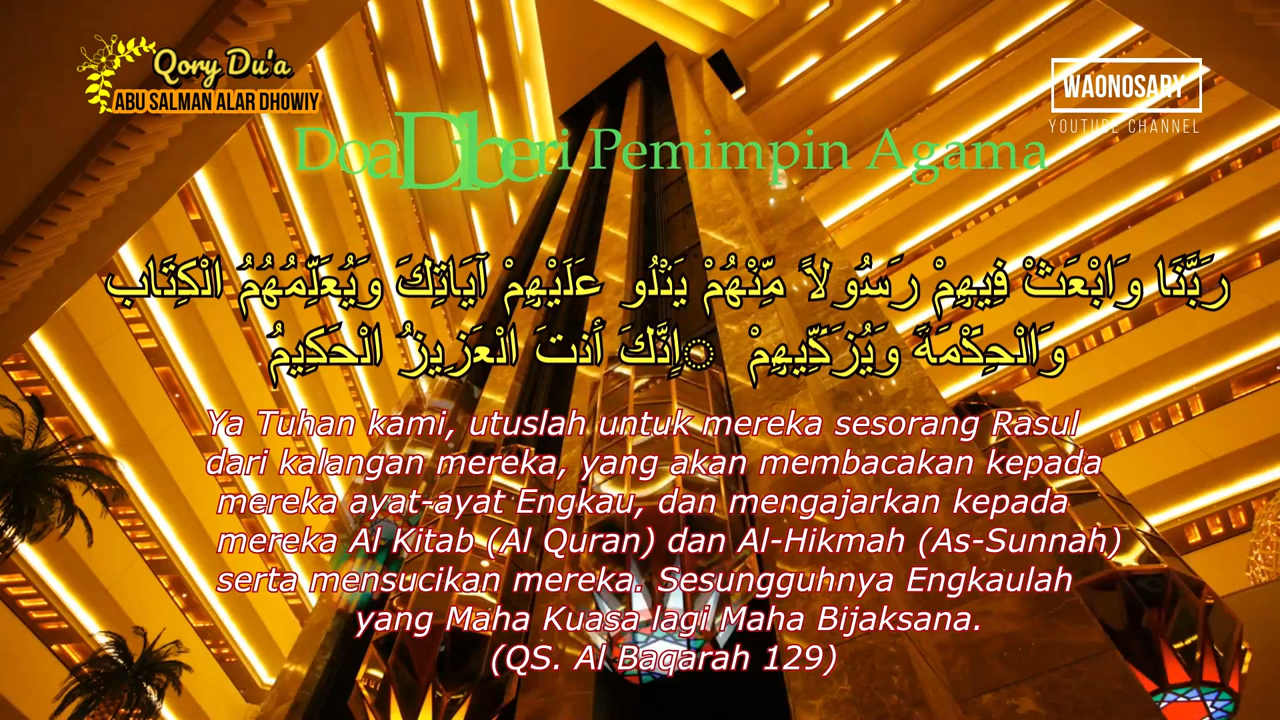 Qory Du'a
ABU SALMAN ALAR DHOWIY
WAONOSARY
YOUTUBE CHANNEL
Doa Diberi Pemimpin Agama
رَبَّنَا وَابْعَثْ فِيهِمْ رَسُولاً مِّنْهُمْ يَتْلُو عَلَيْهِمْ آيَاتِكَ وَيُعَلِّمُهُمُ الْكِتَاب
وَالْحِكْمَةَ وَيُزَكِّيهِمْ ۚ إِنَّكَ أَنتَ الْعَزِيزُ الْحَكِيمُ
Ya Tuhan kami, utuslah untuk mereka sesorang Rasul
dari kalangan mereka, yang akan membacakan kepada
mereka ayat-ayat Engkau, dan mengajarkan kepada
mereka Al Kitab (Al Quran) dan Al-Hikmah (As-Sunnah)
serta mensucikan mereka. Sesungguhnya Engkaulah
yang Maha Kuasa lagi Maha Bijaksana.
(QS. Al Baqarah 129)